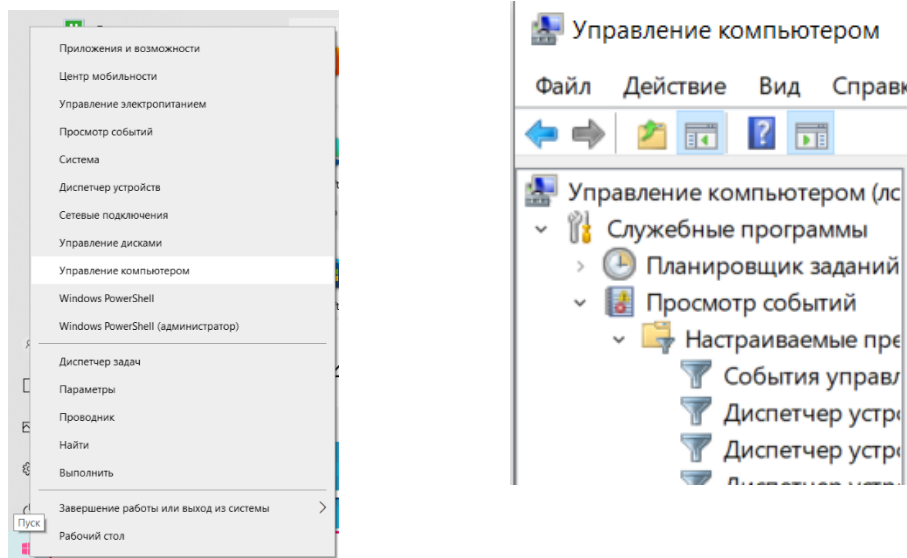 Приложения и возможности
Центр мобильности
Управление электропитанием
Просмотр событий
Система
Диспетчер устройств
Сетевые подключения
Управление дисками
Управление компьютером
Windows PowerShell
Windows PowerShell (администратор)
Диспетчер задач
Параметры
Проводник
Найти
Выполнить
Завершение работы или выход из системы
Пуск
Рабочий стол
Управление компьютером
Файл Действие Вид Справк
Управление компьютером (лс
Служебные программы
Планировщик заданий
Просмотр событий
Настраиваемые пре
События управл
Диспетчер устр
Диспетчер устр